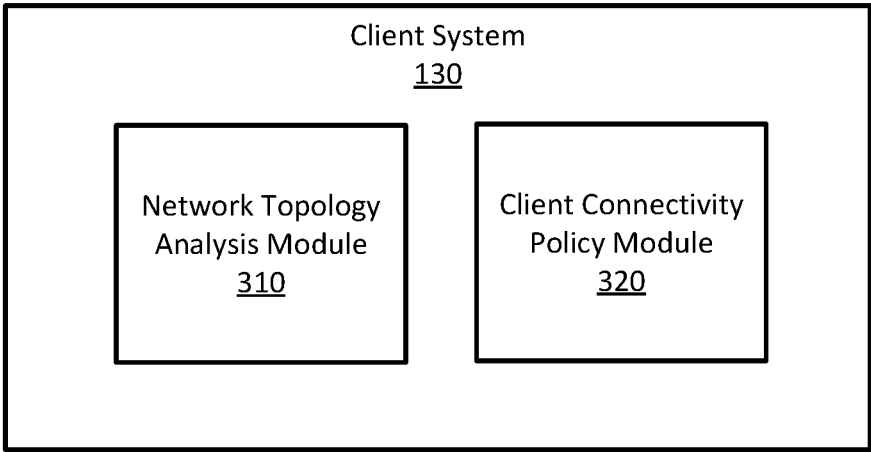 Client System
130
Network Topology
Analysis Module
310
Client Connectivity
Policy Module
320